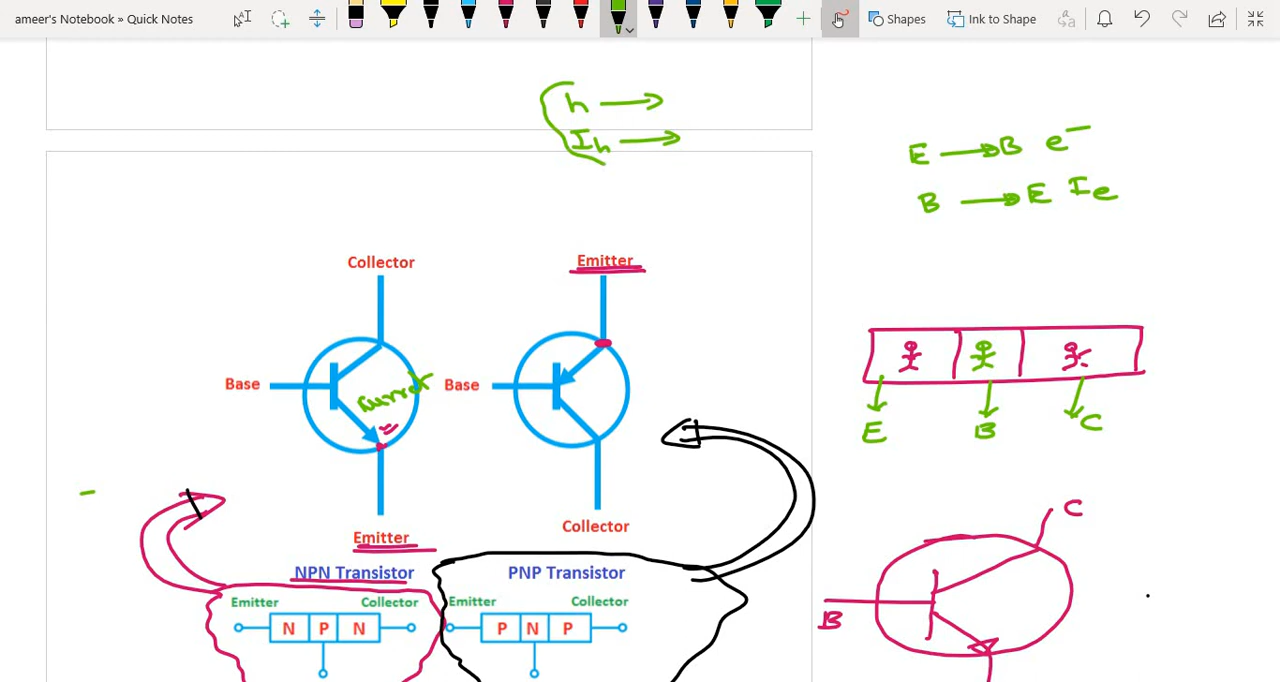 ameer's Notebook » Quick Notes
Shapes
Ink to Shape
h →
Ih →
E → B e⁻
B → E Ie
Collector
Emitter
Base
Base
Emitter
Collector
NPN Transistor
PNP Transistor
Emitter
Collector
Emitter
Collector
N P N
P N P
E
B
C
C
B